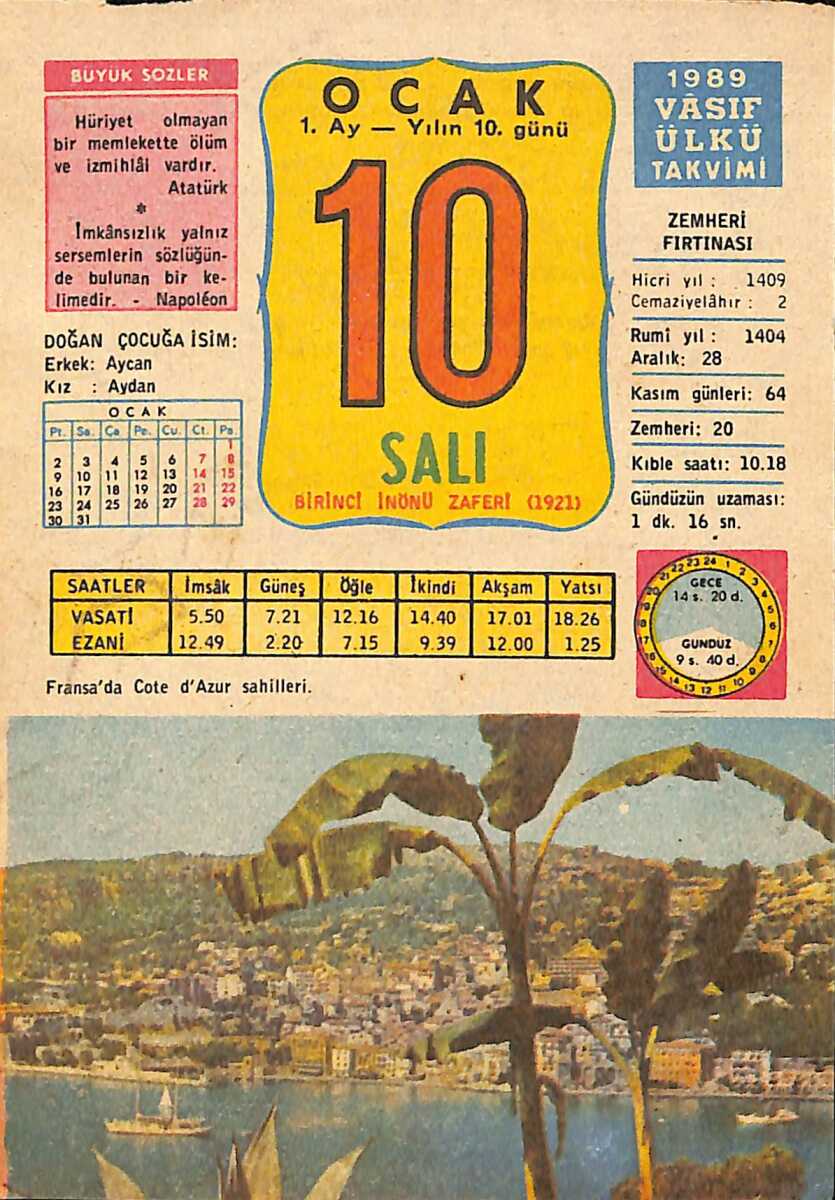 BÜYÜK SÖZLER
Hüriyet olmayan
bir memlekette ölüm
ve izmihlâl vardır.
Atatürk
*
İmkânsızlık yalnız
sersemlerin sözlüğün-
de bulunan bir ke-
limedir. - Napoléon
DOĞAN ÇOCUĞA İSİM:
Erkek: Aycan
Kız : Aydan
OCAK
Pt. Sa. Ça Pe. Cu. Ct. Pa.
1
2 3 4 5 6 7 8
9 10 11 12 13 14 15
16 17 18 19 20 21 22
23 24 25 26 27 28 29
30 31
OCAK
1. Ay — Yılın 10. günü
10
SALI
BİRİNCİ İNÖNÜ ZAFERİ (1921)
1989
VÂSIF
ÜLKÜ
TAKVİMİ
ZEMHERİ
FIRTINASI
Hicri yıl : 1409
Cemaziyelâhır : 2
Rumî yıl : 1404
Aralık: 28
Kasım günleri: 64
Zemheri: 20
Kıble saatı: 10.18
Gündüzün uzaması:
1 dk. 16 sn.
SAATLER İmsâk Güneş Öğle İkindi Akşam Yatsı
VASATİ 5.50 7.21 12.16 14.40 17.01 18.26
EZANİ 12.49 2.20 7.15 9.39 12.00 1.25
GECE
14 s. 20 d.
GÜNDÜZ
9 s. 40 d.
Fransa'da Cote d'Azur sahilleri.